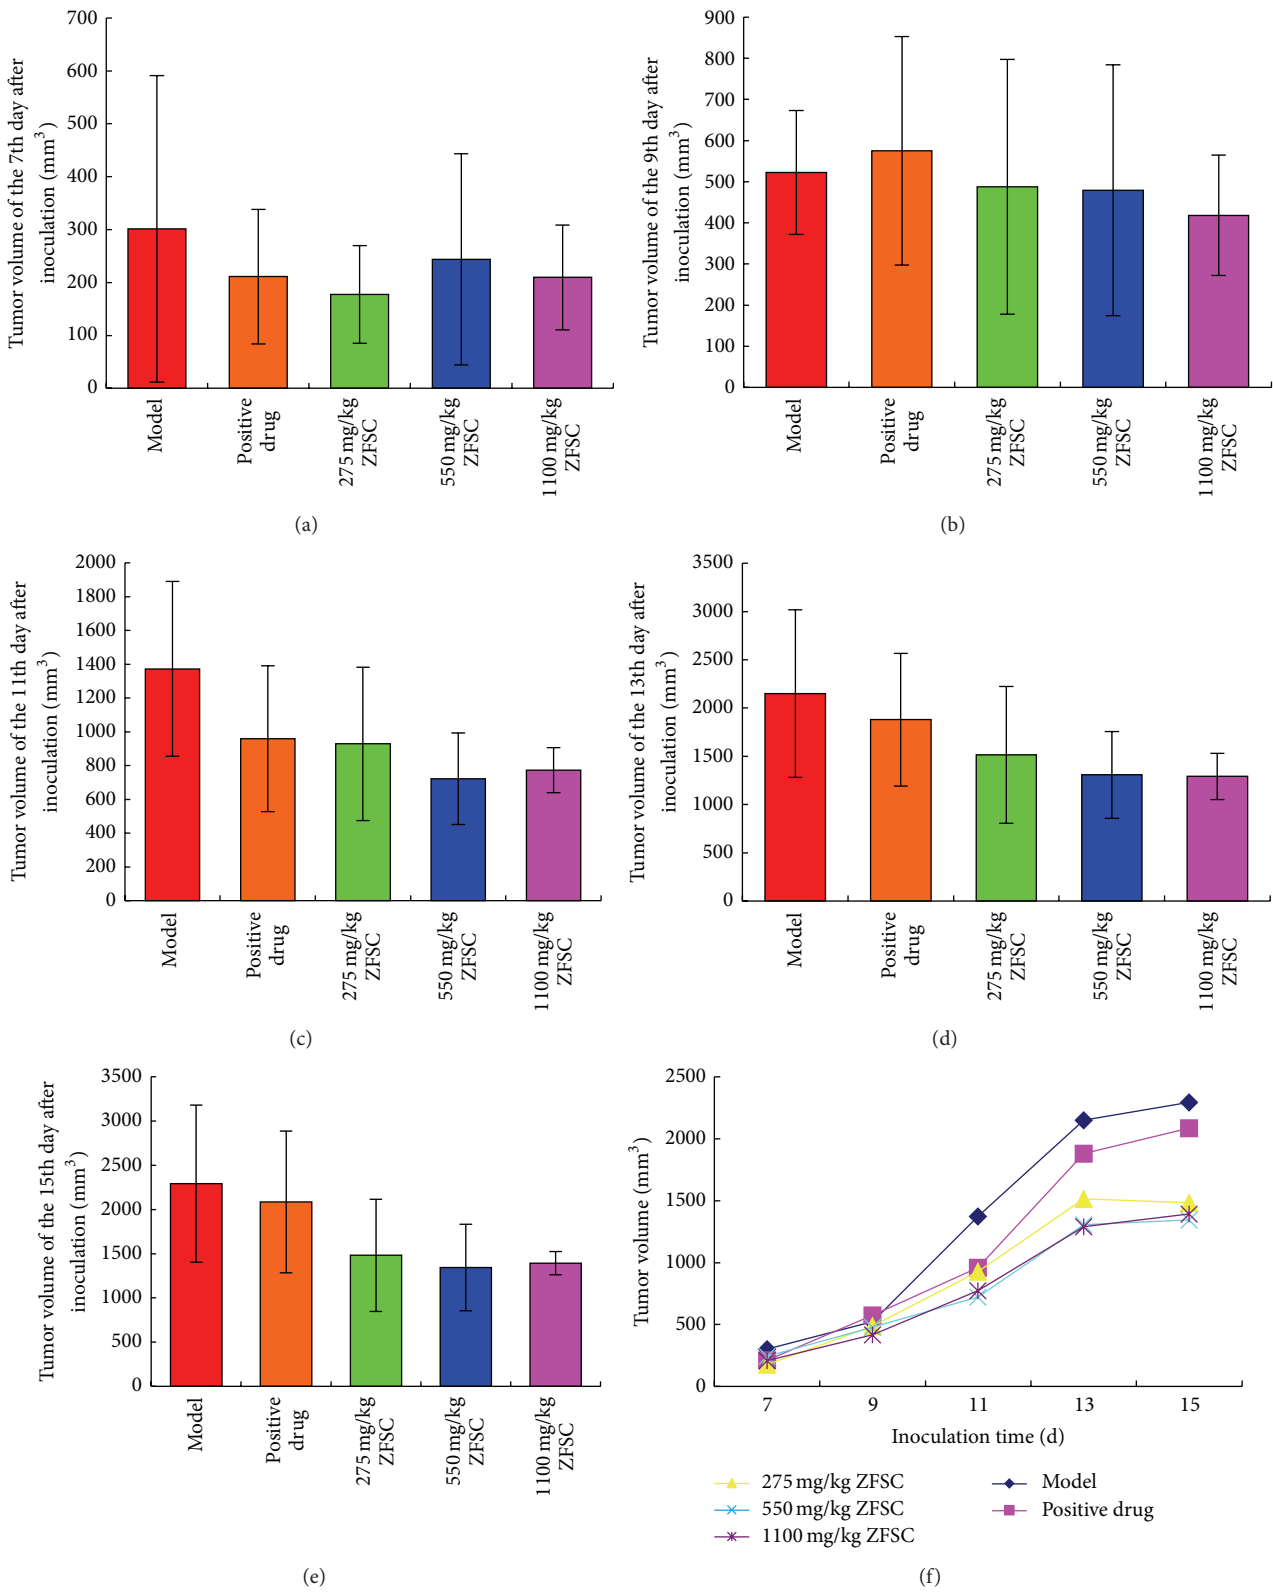 Tumor volume of the 7th day after
inoculation (mm³)
700
600
500
400
300
200
100
0
Model
Positive
drug
275 mg/kg
ZFSC
550 mg/kg
ZFSC
1100 mg/kg
ZFSC
(a)
Tumor volume of the 9th day after
inoculation (mm³)
900
800
700
600
500
400
300
200
100
0
Model
Positive
drug
275 mg/kg
ZFSC
550 mg/kg
ZFSC
1100 mg/kg
ZFSC
(b)
Tumor volume of the 11th day after
inoculation (mm³)
2000
1800
1600
1400
1200
1000
800
600
400
200
0
Model
Positive
drug
275 mg/kg
ZFSC
550 mg/kg
ZFSC
1100 mg/kg
ZFSC
(c)
Tumor volume of the 13th day after
inoculation (mm³)
3500
3000
2500
2000
1500
1000
500
0
Model
Positive
drug
275 mg/kg
ZFSC
550 mg/kg
ZFSC
1100 mg/kg
ZFSC
(d)
Tumor volume of the 15th day after
inoculation (mm³)
3500
3000
2500
2000
1500
1000
500
0
Model
Positive
drug
275 mg/kg
ZFSC
550 mg/kg
ZFSC
1100 mg/kg
ZFSC
(e)
Tumor volume (mm³)
2500
2000
1500
1000
500
0
7 9 11 13 15
Inoculation time (d)
275 mg/kg ZFSC
550 mg/kg ZFSC
1100 mg/kg ZFSC
Model
Positive drug
(f)